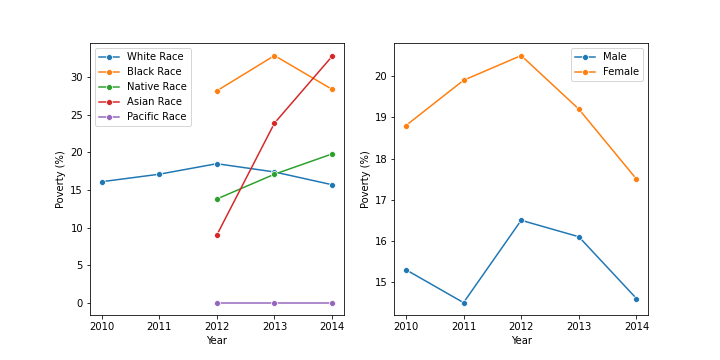 White Race
Black Race
Native Race
Asian Race
Pacific Race
Poverty (%)
30
25
20
15
10
5
0
2010 2011 2012 2013 2014
Year
Male
Female
Poverty (%)
20
19
18
17
16
15
2010 2011 2012 2013 2014
Year